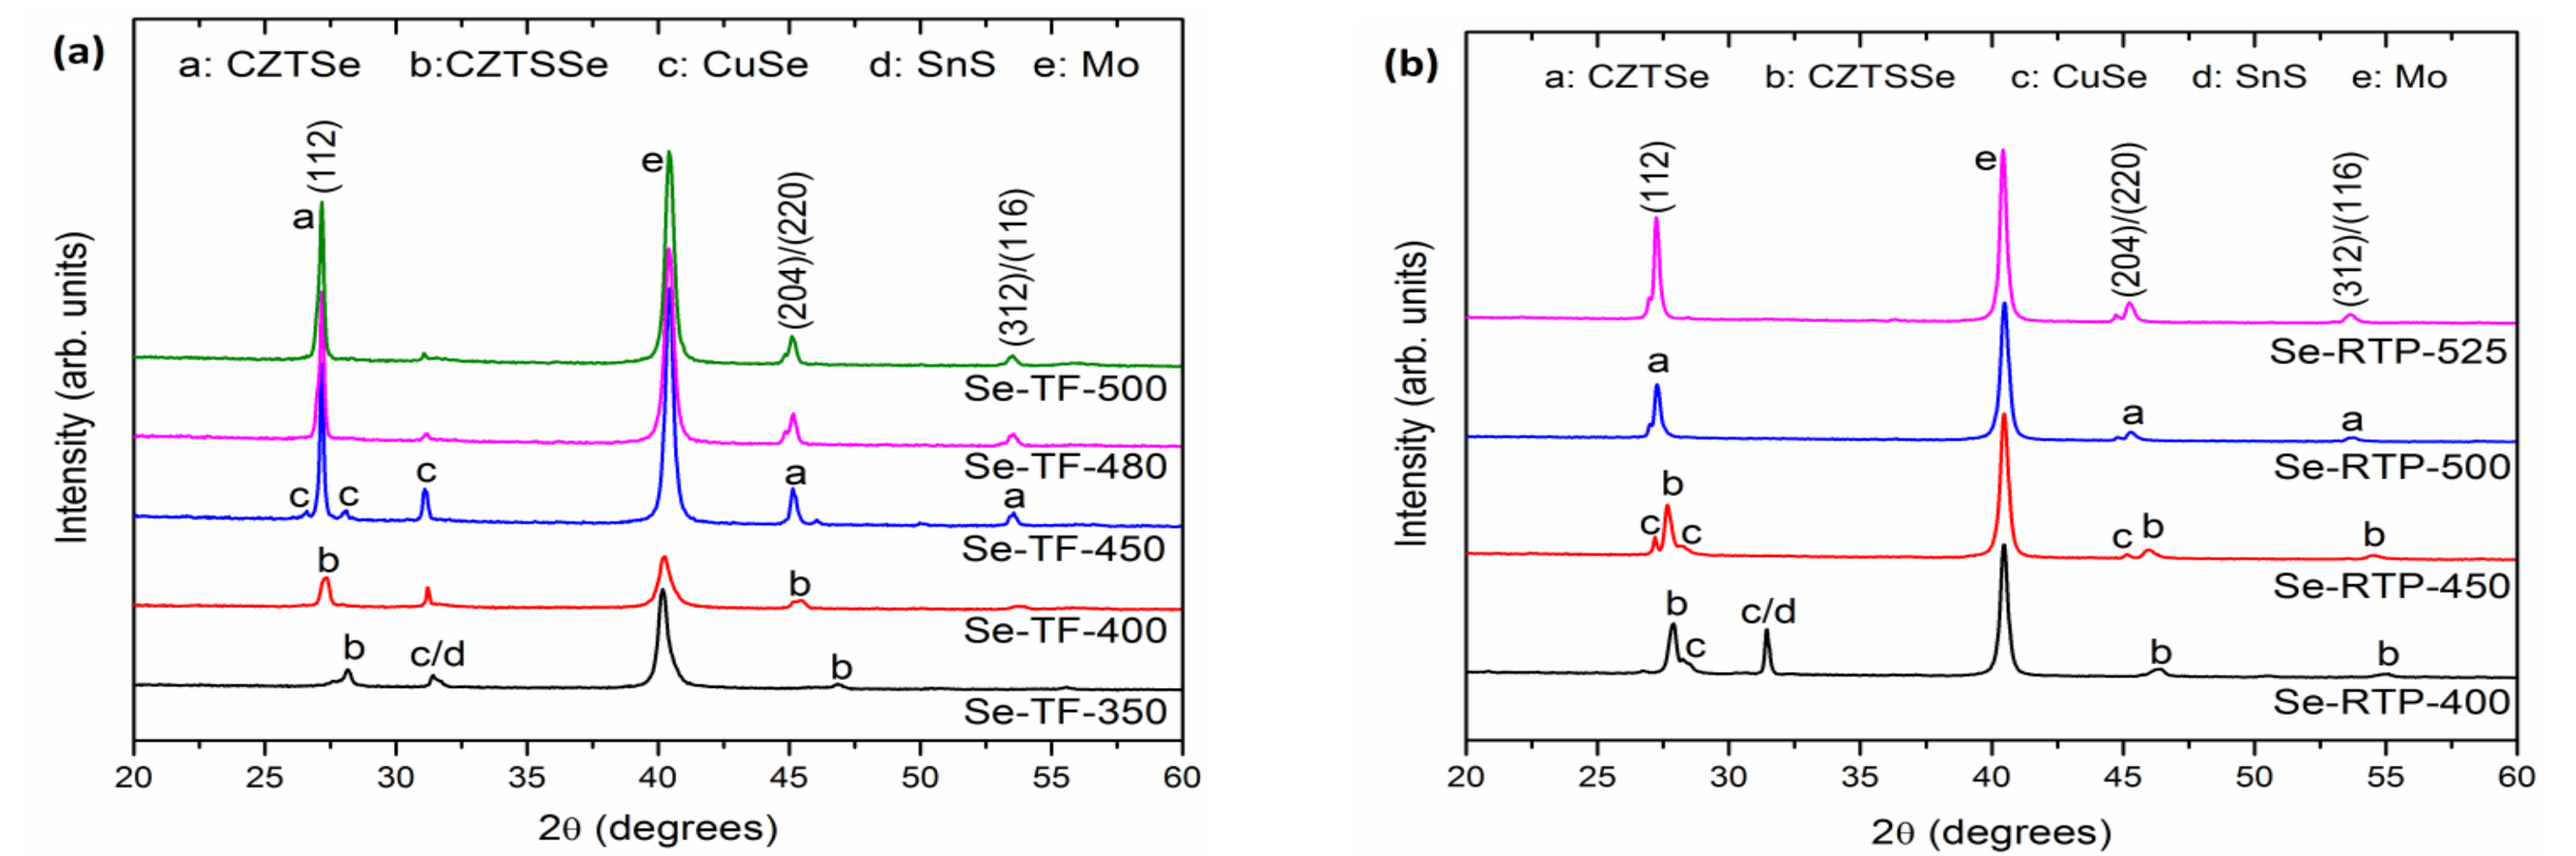 (a)
a: CZTSe b:CZTSSe c: CuSe d: SnS e: Mo
(112)
e
a
(204)/(220)
(312)/(116)
Se-TF-500
Se-TF-480
c c c a a
Se-TF-450
b b
Se-TF-400
b c/d b
Se-TF-350
Intensity (arb. units)
20 25 30 35 40 45 50 55 60
2θ (degrees)
(b)
a: CZTSe b: CZTSSe c: CuSe d: SnS e: Mo
(112)
e
(204)/(220)
(312)/(116)
Se-RTP-525
a a a
Se-RTP-500
c b c c b b
Se-RTP-450
b c c/d b b
Se-RTP-400
Intensity (arb. units)
20 25 30 35 40 45 50 55 60
2θ (degrees)